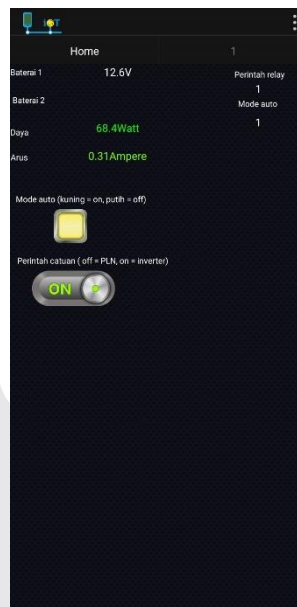 IoT
Home 1
Baterai 1 12.6V
Perintah relay
1
Baterai 2
Mode auto
1
Daya 68.4Watt
Arus 0.31Ampere
Mode auto (kuning = on, putih = off)
Perintah catuan ( off = PLN, on = inverter)
ON